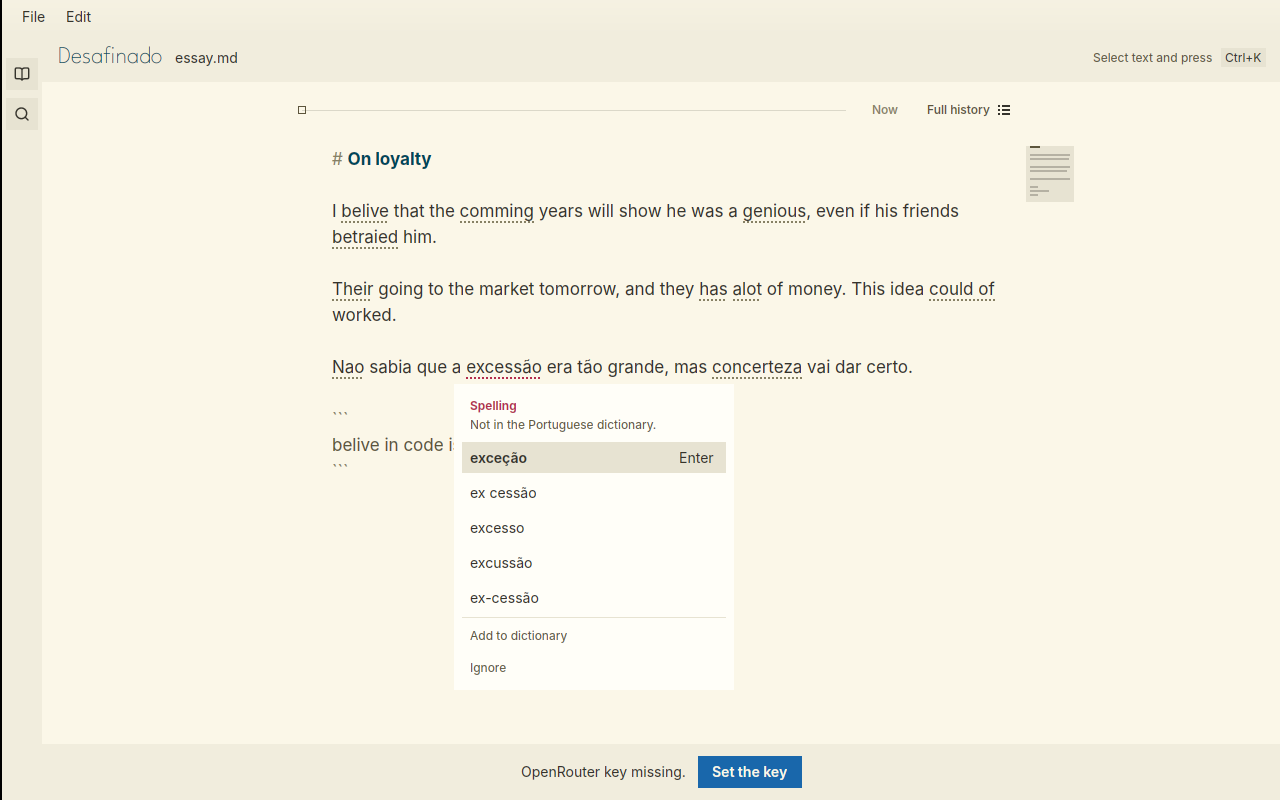 File Edit
Desafinado essay.md Select text and press Ctrl+K
Now Full history
# On loyalty
I belive that the comming years will show he was a genious, even if his friends
betraied him.
Their going to the market tomorrow, and they has alot of money. This idea could of
worked.
Nao sabia que a excessão era tão grande, mas concerteza vai dar certo.
```
belive in code
```
Spelling
Not in the Portuguese dictionary.
exceção Enter
ex cessão
excesso
excussão
ex-cessão
Add to dictionary
Ignore
OpenRouter key missing. Set the key